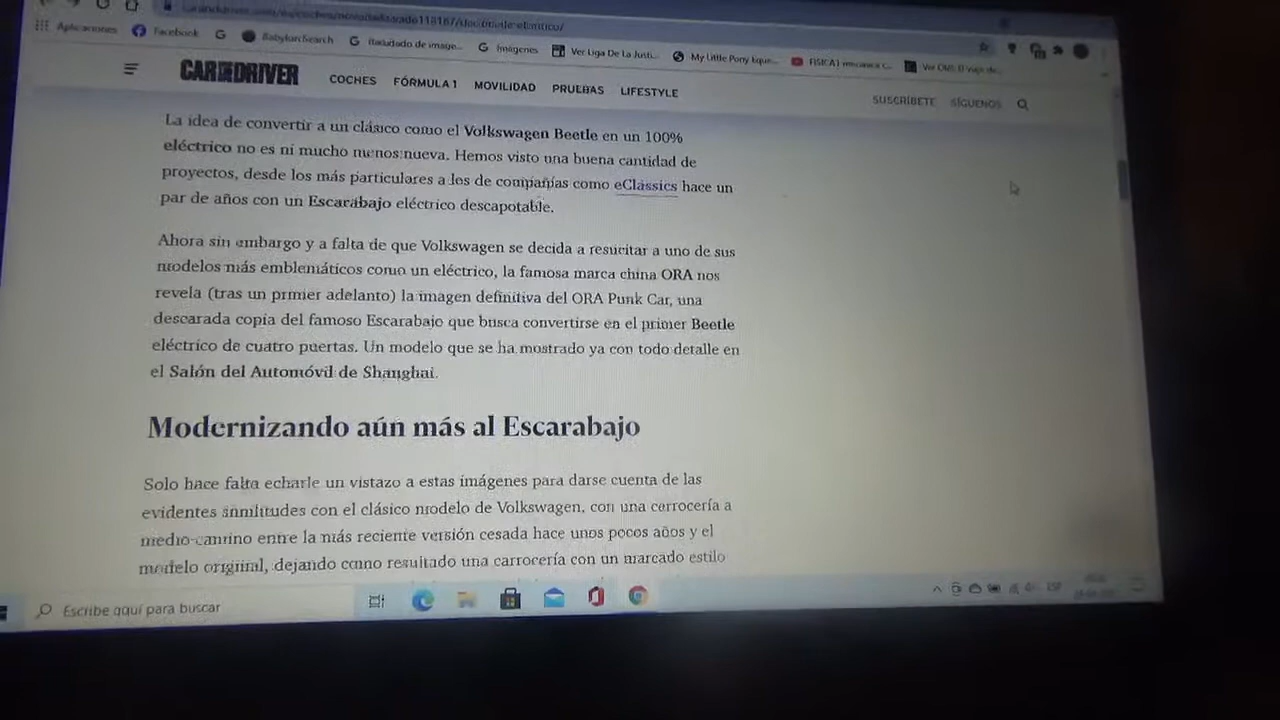 Aplicaciones Facebook G BabylonSearch G Resultado de image... G Imágenes Ver Liga De La Justi... My Little Pony Eque...
CAR AND DRIVER COCHES FÓRMULA 1 MOVILIDAD PRUEBAS LIFESTYLE SUSCRÍBETE SÍGUENOS
La idea de convertir a un clásico como el Volkswagen Beetle en un 100%
eléctrico no es ni mucho menos nueva. Hemos visto una buena cantidad de
proyectos, desde los más particulares a los de compañías como eClassics hace un
par de años con un Escarabajo eléctrico descapotable.
Ahora sin embargo y a falta de que Volkswagen se decida a resucitar a uno de sus
modelos más emblemáticos como un eléctrico, la famosa marca china ORA nos
revela (tras un primer adelanto) la imagen definitiva del ORA Punk Car, una
descarada copia del famoso Escarabajo que busca convertirse en el primer Beetle
eléctrico de cuatro puertas. Un modelo que se ha mostrado ya con todo detalle en
el Salón del Automóvil de Shanghai.
Modernizando aún más al Escarabajo
Solo hace falta echarle un vistazo a estas imágenes para darse cuenta de las
evidentes similitudes con el clásico modelo de Volkswagen, con una carrocería a
medio-camino entre la más reciente versión cesada hace unos pocos años y el
modelo original, dejando como resultado una carrocería con un marcado estilo
Escribe aquí para buscar ESP